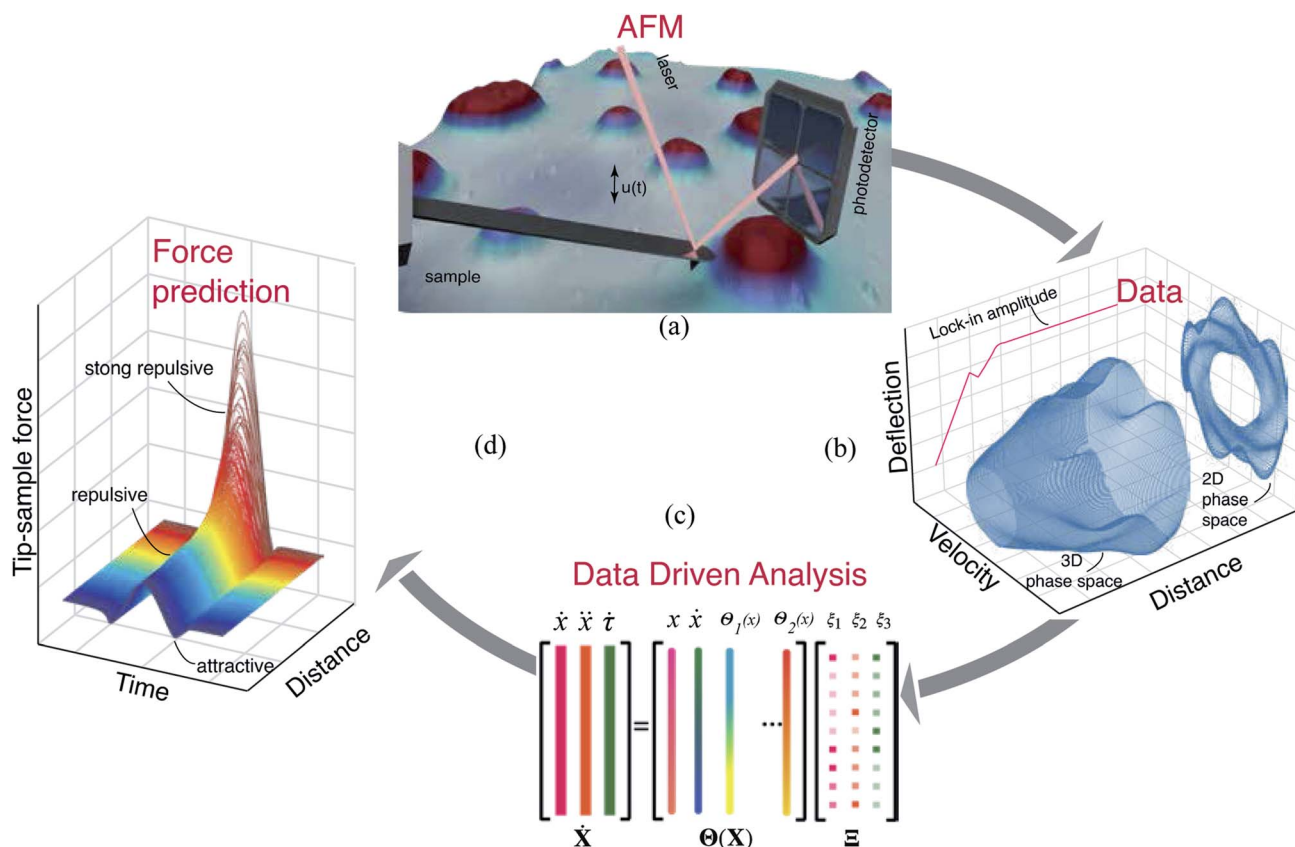 AFM
laser
photodetector
u(t)
sample
(a)
Force
prediction
stong repulsive
repulsive
attractive
Tip-sample force
Time
Distance
(d)
(b)
Data
Lock-in amplitude
Deflection
Velocity
Distance
2D
phase
space
3D
phase space
(c)
Data Driven Analysis
ẋ ẍ τ̇ x ẋ Θ₁(x) Θ₂(x) ξ₁ ξ₂ ξ₃
= ...
Ẋ Θ(X) Ξ